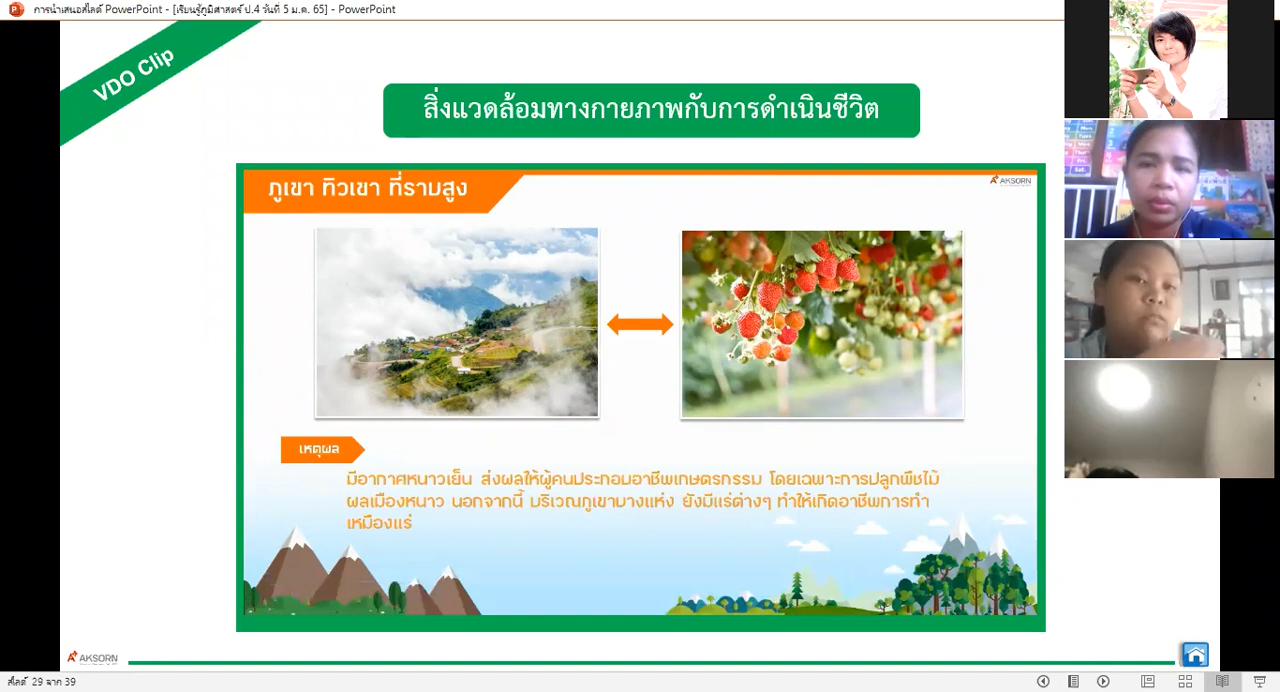 การนำเสนอสไลด์ PowerPoint - [เรียนรู้ภูมิศาสตร์ ป.4 วันที่ 5 ม.ค. 65] - PowerPoint
VDO Clip
สิ่งแวดล้อมทางกายภาพกับการดำเนินชีวิต
ภูเขา ทิวเขา ที่ราบสูง
AKSORN
เหตุผล
มีอากาศหนาวเย็น ส่งผลให้ผู้คนประกอบอาชีพเกษตรกรรม โดยเฉพาะการปลูกพืชไม้
ผลเมืองหนาว นอกจากนี้ บริเวณภูเขาบางแห่ง ยังมีแร่ต่างๆ ทำให้เกิดอาชีพการทำ
เหมืองแร่
AKSORN
สไลด์ 29 จาก 39